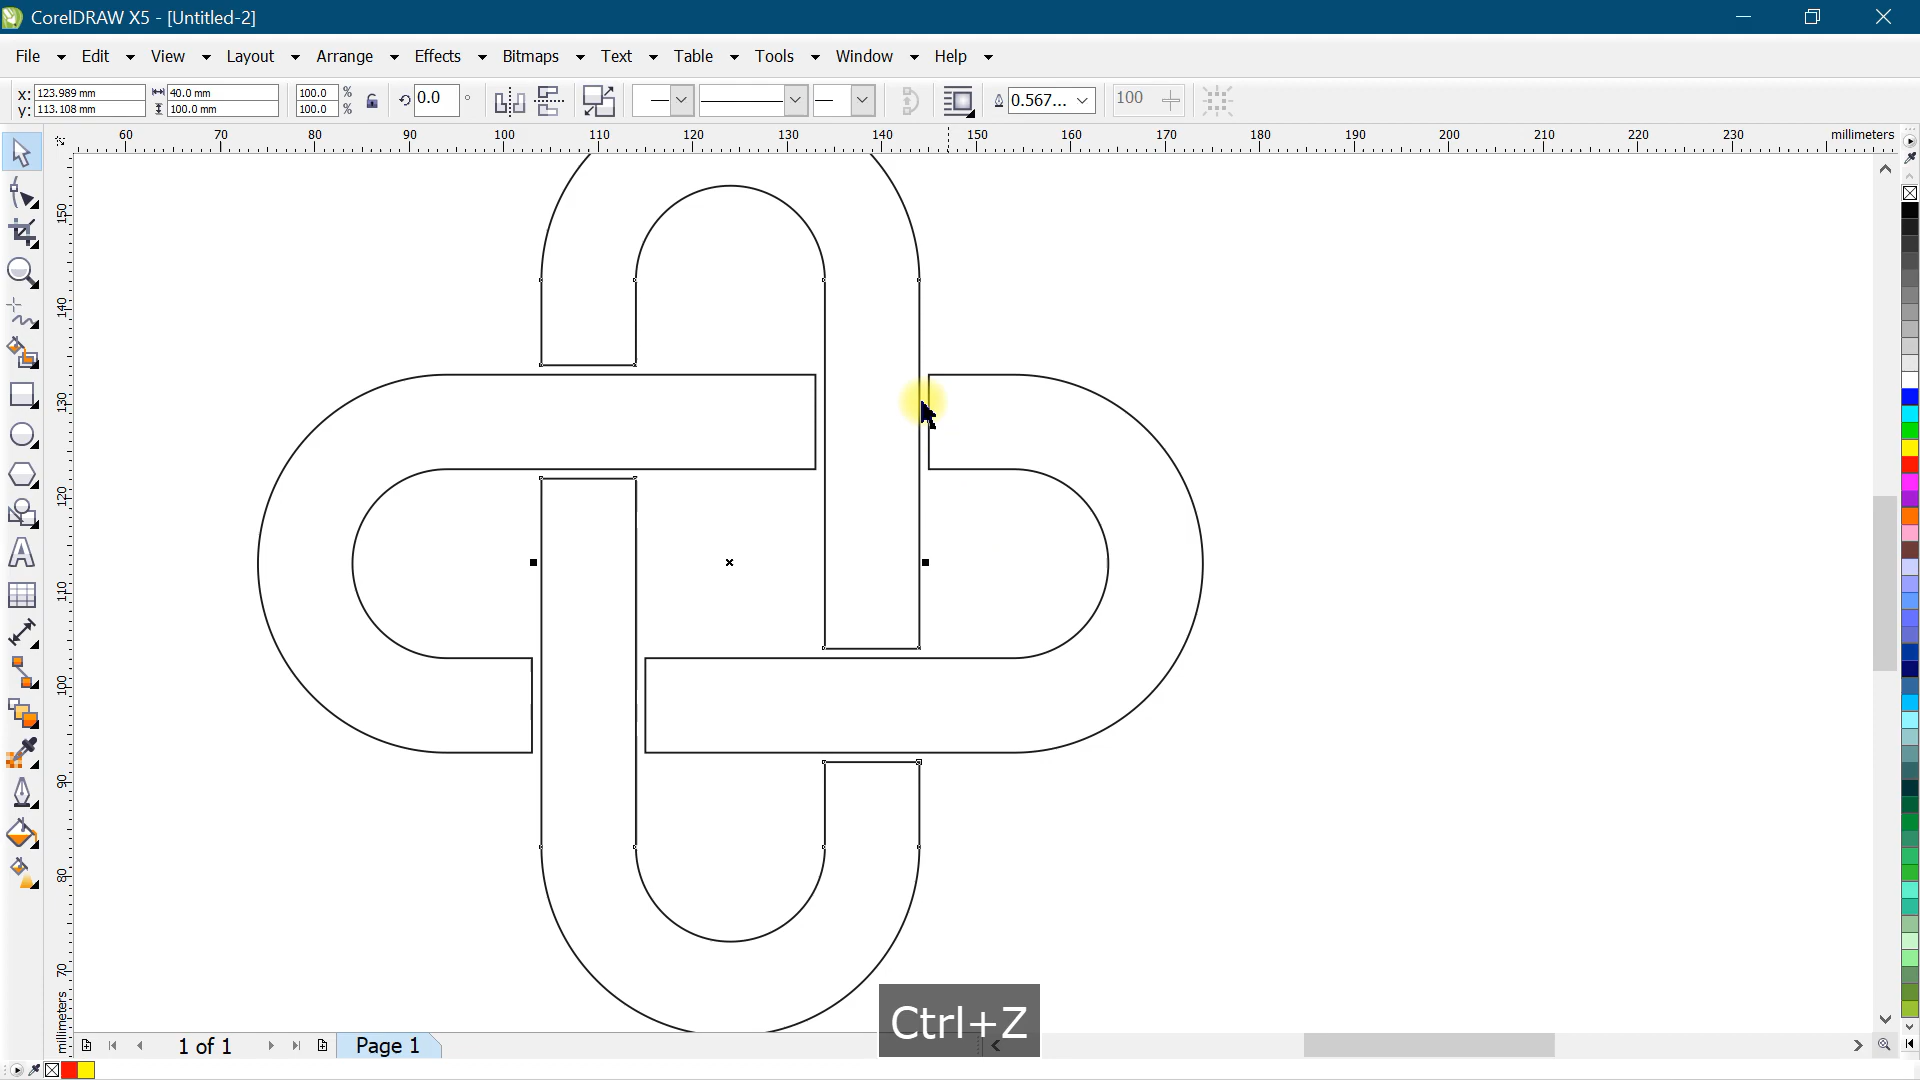 CorelDRAW X5 - [Untitled-2]
File Edit View Layout Arrange Effects Bitmaps Text Table Tools Window Help
x: 123.989 mm 40.0 mm 100.0 % 0.0 ° 0.567... 100
y: 113.108 mm 100.0 mm 100.0 %
60 70 80 90 100 110 120 130 140 150 160 170 180 190 200 210 220 230 millimeters
150
140
130
120
110
100
90
80
70
millimeters
Ctrl+Z
1 of 1 Page 1